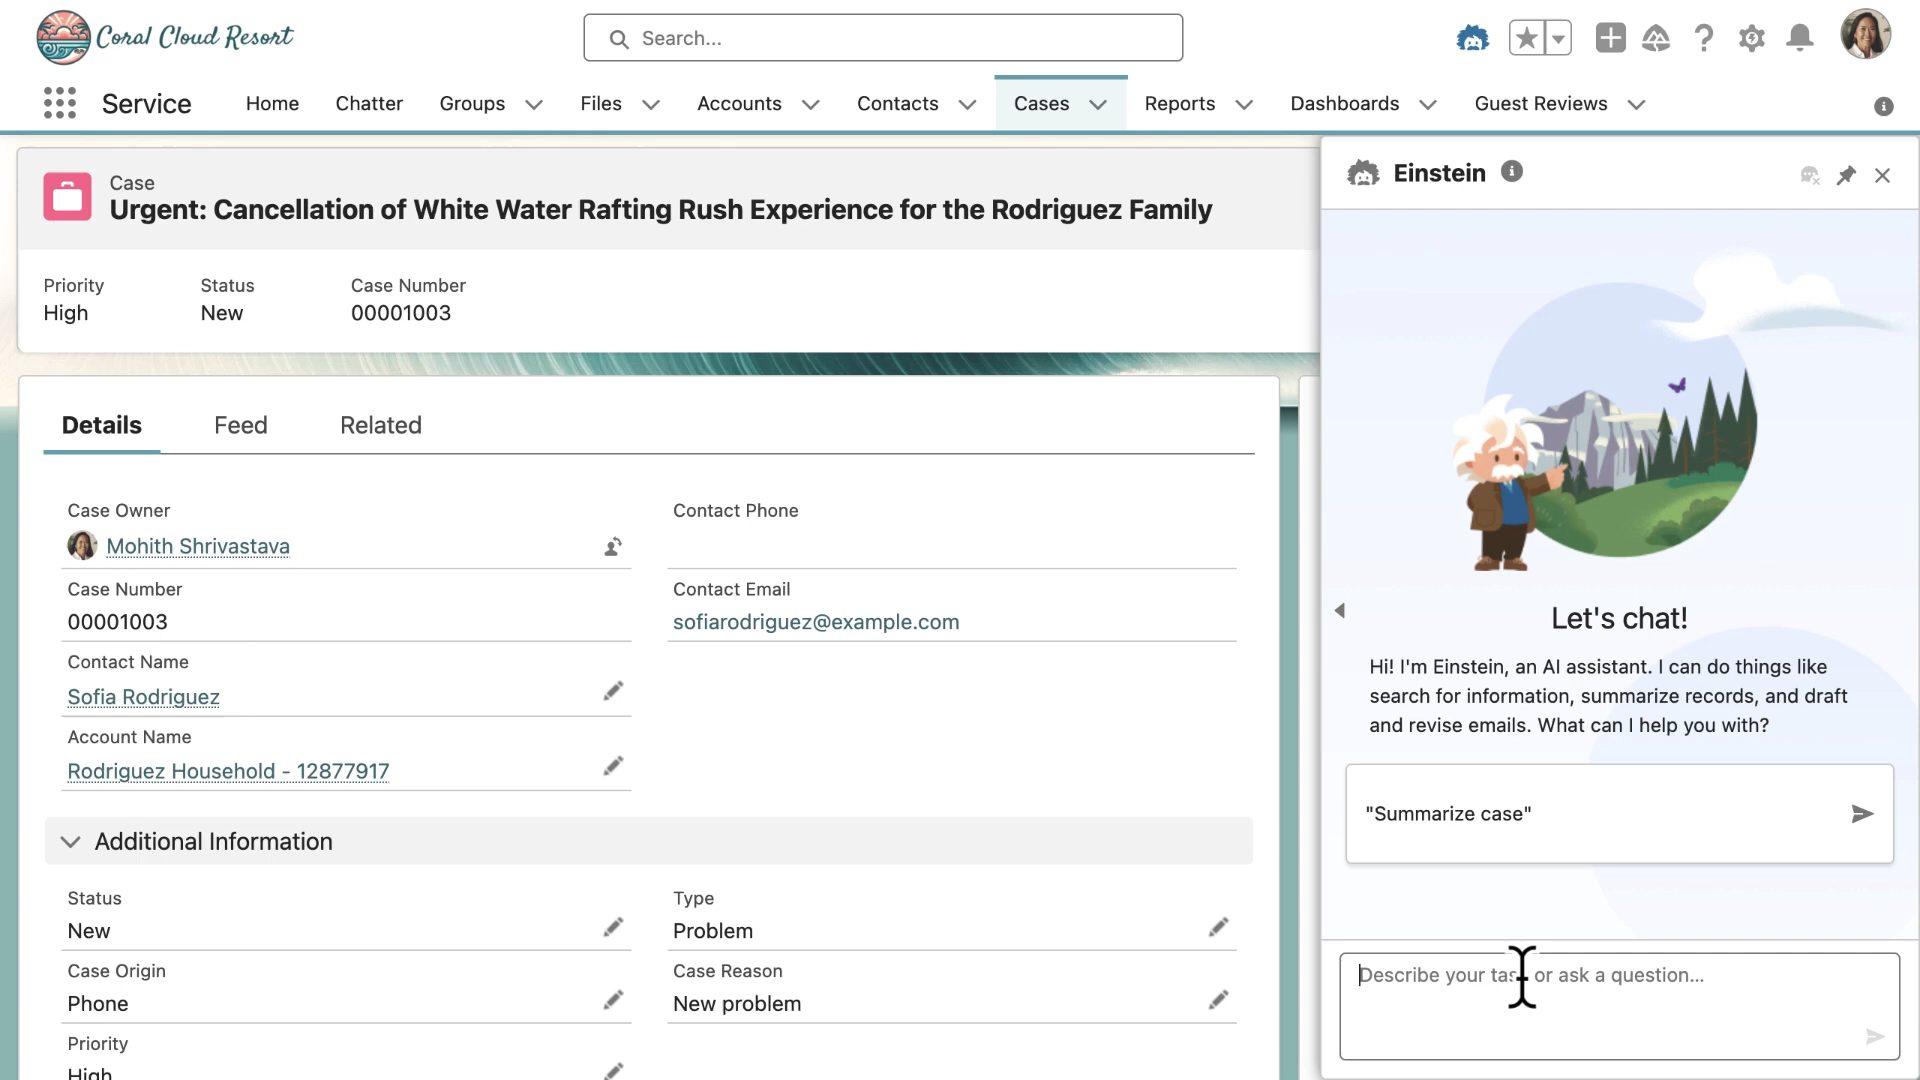 Coral Cloud Resort
Search...
Service
Home
Chatter
Groups
Files
Accounts
Contacts
Cases
Reports
Dashboards
Guest Reviews
Case
Urgent: Cancellation of White Water Rafting Rush Experience for the Rodriguez Family
Priority
Status
Case Number
High
New
00001003
Details
Feed
Related
Case Owner
Mohith Shrivastava
Contact Phone
Case Number
00001003
Contact Email
sofiarodriguez@example.com
Contact Name
Sofia Rodriguez
Account Name
Rodriguez Household - 12877917
Additional Information
Status
New
Type
Problem
Case Origin
Phone
Case Reason
New problem
Priority
High
Einstein
Let's chat!
Hi! I'm Einstein, an AI assistant. I can do things like
search for information, summarize records, and draft
and revise emails. What can I help you with?
"Summarize case"
Describe your task or ask a question...